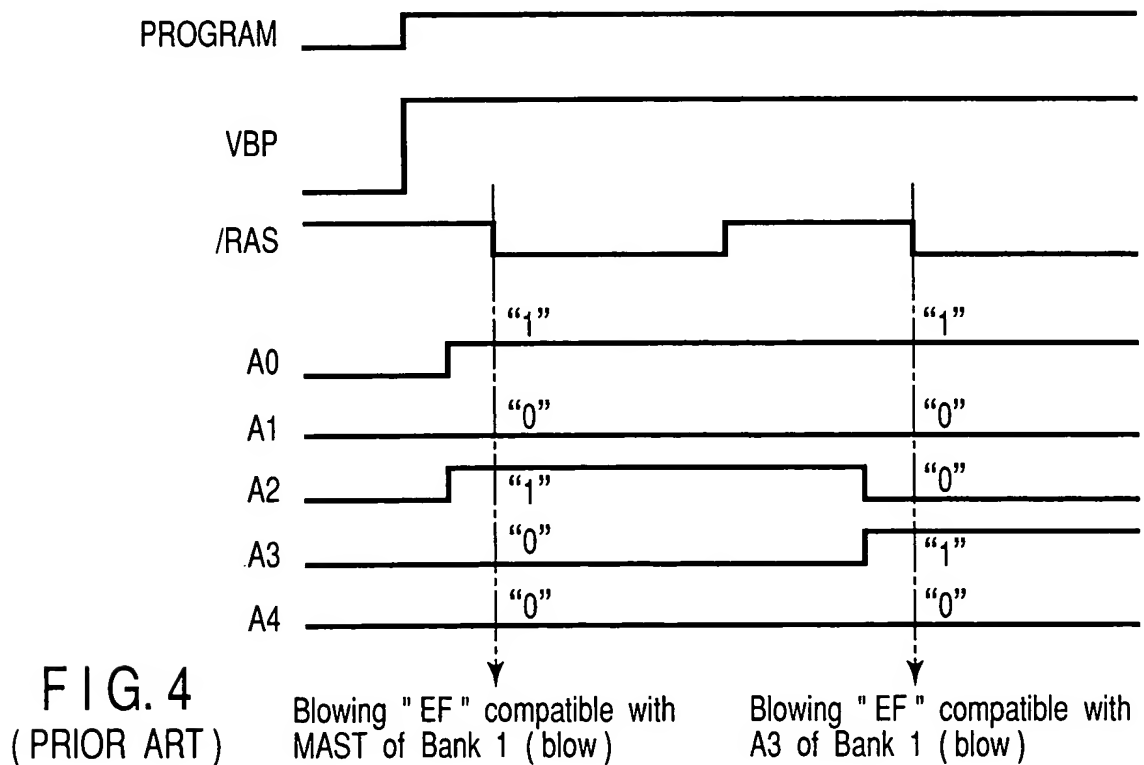 PROGRAM
VBP
/RAS
“1” “1”
A0
“0” “0”
A1
A2 “1” “0”
“0”
A3 “1”
“0” “0”
A4
FIG. 4
(PRIOR ART)
Blowing "EF" compatible with
MAST of Bank 1 (blow)
Blowing "EF" compatible with
A3 of Bank 1 (blow)